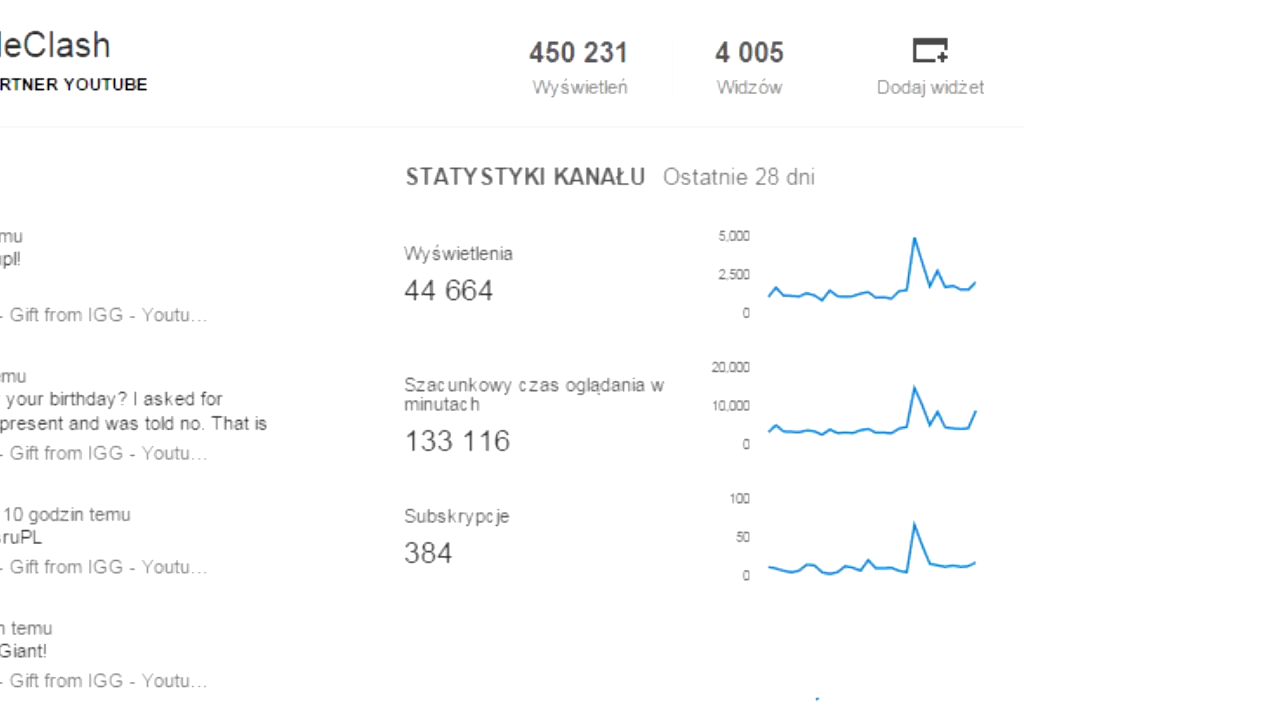 leClash
RTNER YOUTUBE
450 231
Wyświetleń
4 005
Widzów
Dodaj widżet
mu
upl!
- Gift from IGG - Youtu...
emu
your birthday? I asked for
present and was told no. That is
- Gift from IGG - Youtu...
10 godzin temu
ruPL
- Gift from IGG - Youtu...
n temu
Giant!
- Gift from IGG - Youtu...
STATYSTYKI KANAŁU Ostatnie 28 dni
Wyświetlenia
44 664
5,000
2,500
0
Szacunkowy czas oglądania w
minutach
133 116
20,000
10,000
0
Subskrypcje
384
100
50
0